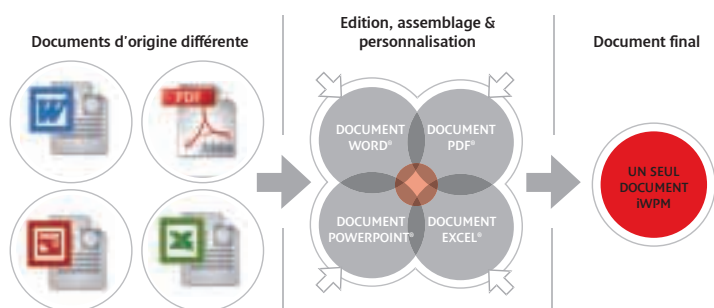 Documents d'origine différente
Edition, assemblage &
personnalisation
Document final
PDF
W
DOCUMENT
WORD®
DOCUMENT
PDF®
DOCUMENT
POWERPOINT®
DOCUMENT
EXCEL®
UN SEUL
DOCUMENT
iWPM
X